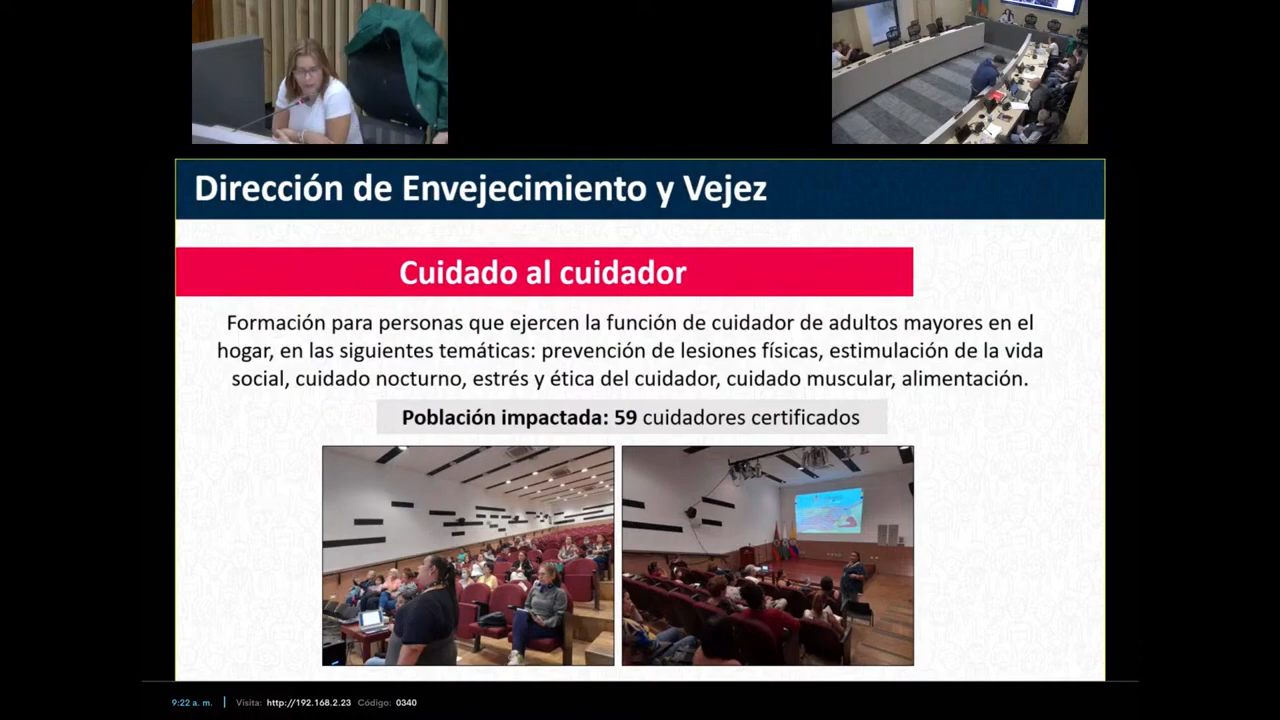 Dirección de Envejecimiento y Vejez
Cuidado al cuidador
Formación para personas que ejercen la función de cuidador de adultos mayores en el
hogar, en las siguientes temáticas: prevención de lesiones físicas, estimulación de la vida
social, cuidado nocturno, estrés y ética del cuidador, cuidado muscular, alimentación.
Población impactada: 59 cuidadores certificados
9:22 a. m. | Visita: http://192.168.2.23 Código: 0340